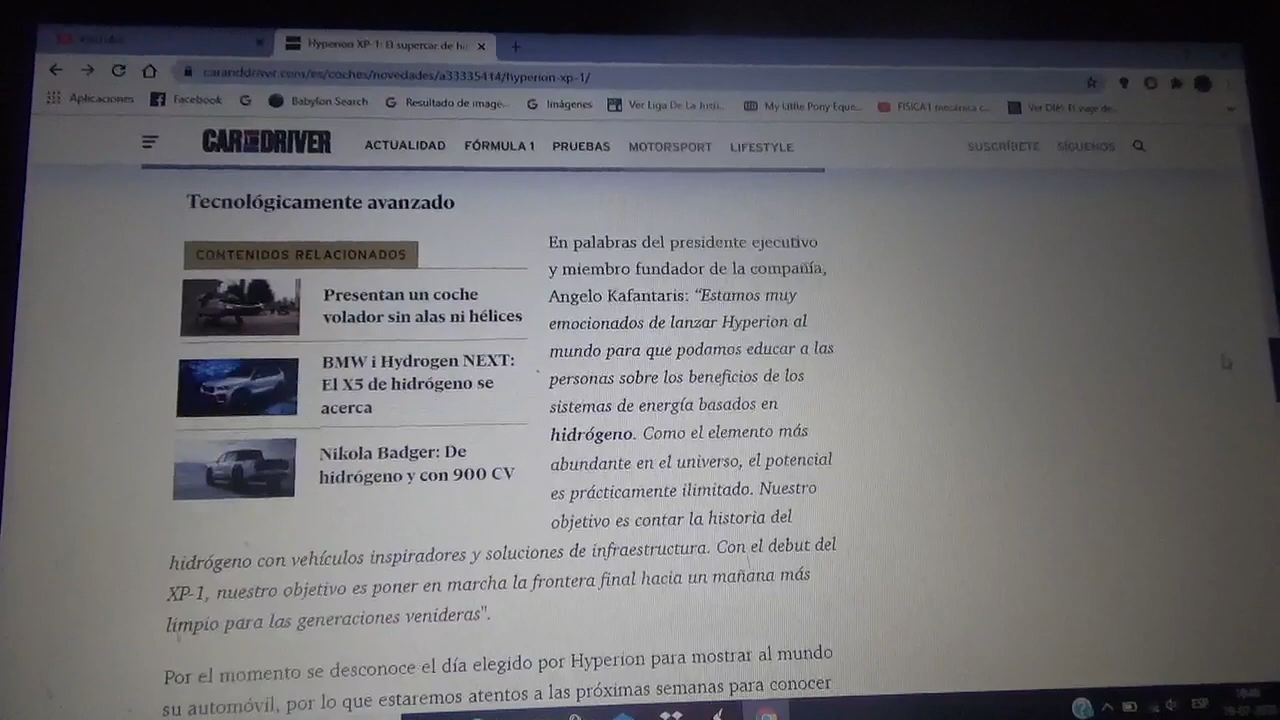 Hyperion XP-1: El supercar de hi
caranddriver.com/es/coches/novedades/a33335414/hyperion-xp-1/
Aplicaciones Facebook Babylon Search Resultado de image... Imágenes Ver Liga De La Justi... My Little Pony Eque... FISICA1 mecánica c... Ver DIM: El viaje de...
CAR AND DRIVER ACTUALIDAD FÓRMULA 1 PRUEBAS MOTORSPORT LIFESTYLE SUSCRÍBETE SÍGUENOS
Tecnológicamente avanzado
CONTENIDOS RELACIONADOS
Presentan un coche
volador sin alas ni hélices
BMW i Hydrogen NEXT:
El X5 de hidrógeno se
acerca
Nikola Badger: De
hidrógeno y con 900 CV
En palabras del presidente ejecutivo
y miembro fundador de la compañía,
Angelo Kafantaris: “Estamos muy
emocionados de lanzar Hyperion al
mundo para que podamos educar a las
personas sobre los beneficios de los
sistemas de energía basados en
hidrógeno. Como el elemento más
abundante en el universo, el potencial
es prácticamente ilimitado. Nuestro
objetivo es contar la historia del
hidrógeno con vehículos inspiradores y soluciones de infraestructura. Con el debut del
XP-1, nuestro objetivo es poner en marcha la frontera final hacia un mañana más
limpio para las generaciones venideras".
Por el momento se desconoce el día elegido por Hyperion para mostrar al mundo
su automóvil, por lo que estaremos atentos a las próximas semanas para conocer
ESP